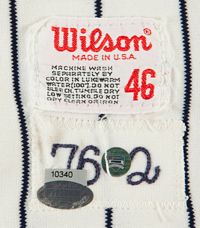 Wilson
MADE IN U.S.A.
MACHINE WASH
SEPARATELY BY
COLOR IN LUKEWARM
WATER(100°). DO NOT
BLEACH. TUMBLE DRY
LOW SETTING. DO NOT
DRY CLEAN OR IRON
46
76 2
10340